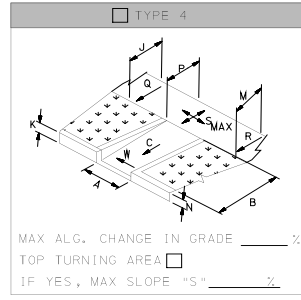 TYPE 4
J
P
Q
M
S MAX
K
R
C
W
A
N
B
MAX ALG. CHANGE IN GRADE ______ %
TOP TURNING AREA
IF YES, MAX SLOPE "S" ______ %